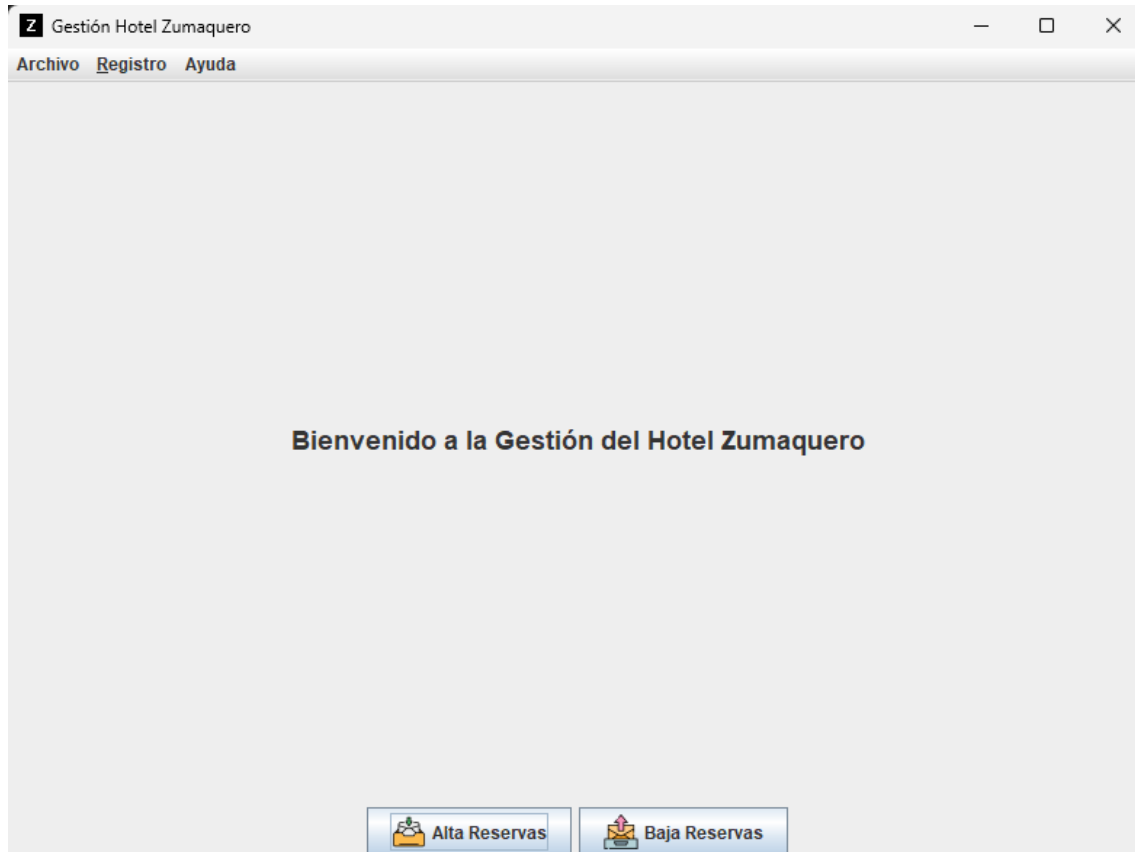 Z Gestión Hotel Zumaquero
Archivo Registro Ayuda
Bienvenido a la Gestión del Hotel Zumaquero
Alta Reservas Baja Reservas